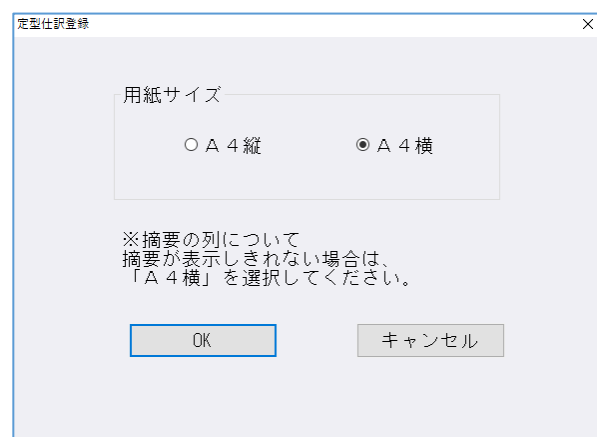 定型仕訳登録
用紙サイズ
Ａ４縦 Ａ４横
※摘要の列について
摘要が表示しきれない場合は、
「Ａ４横」を選択してください。
OK キャンセル